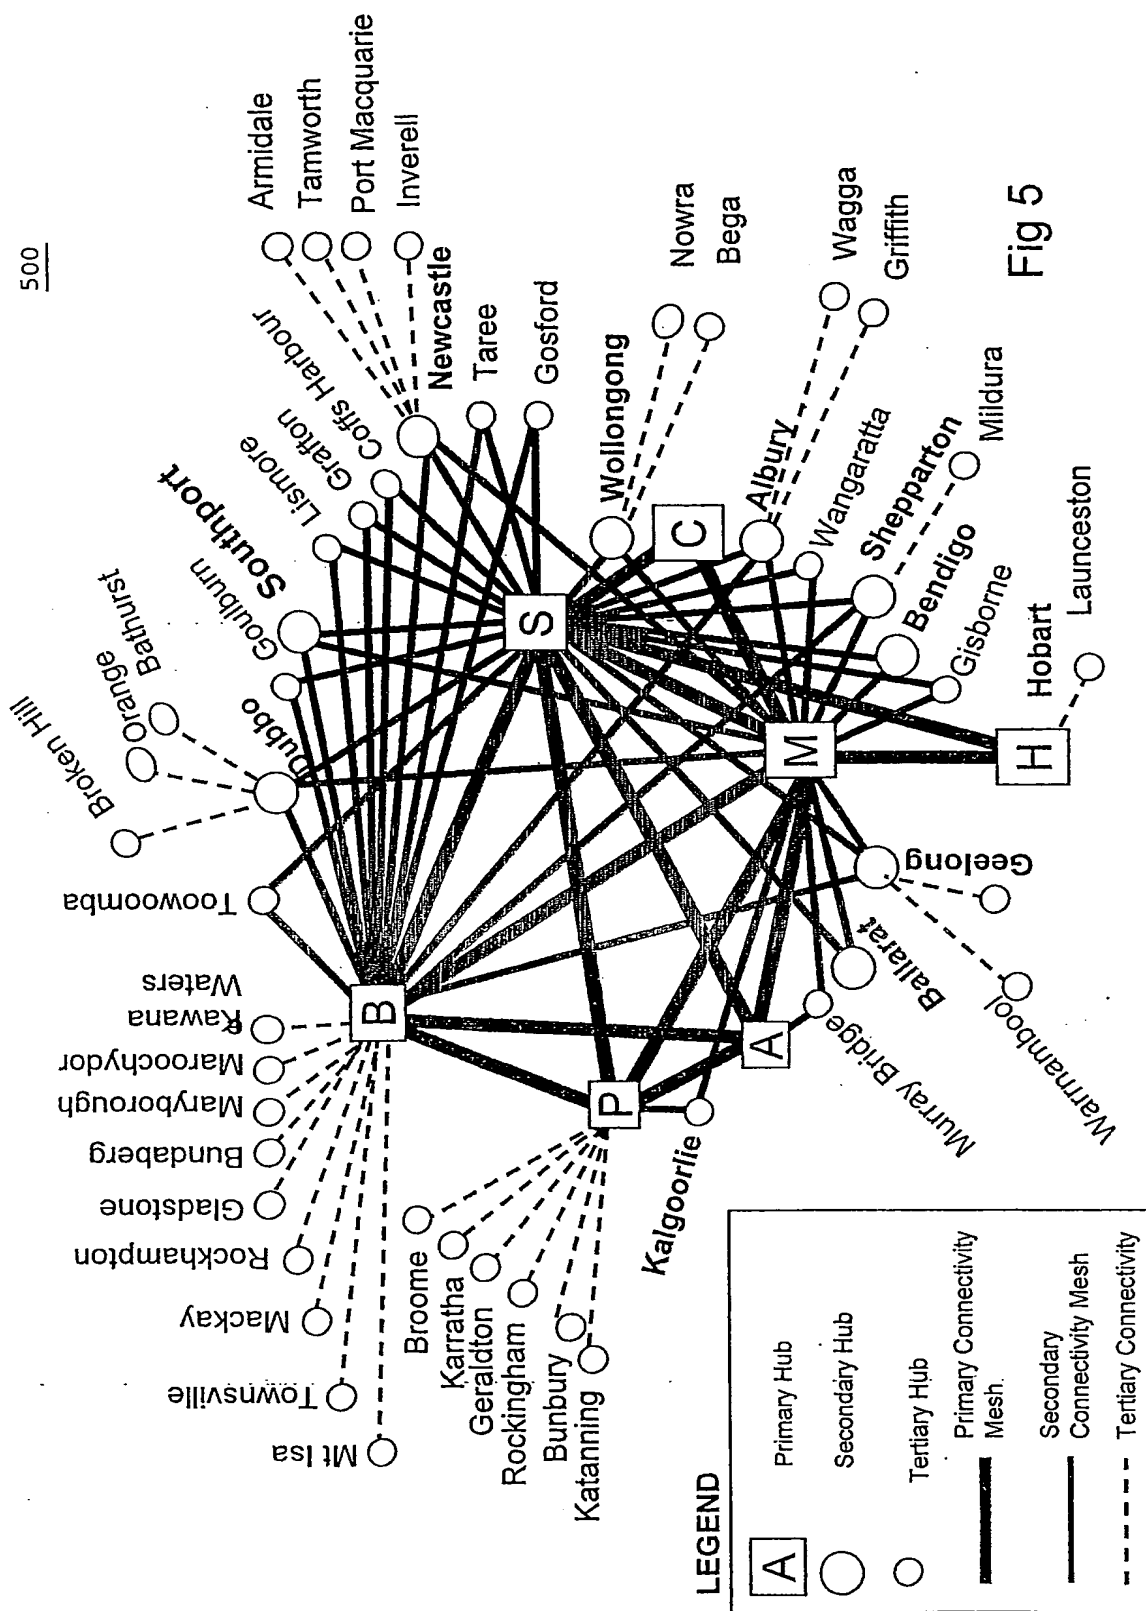 500
Armidale
Tamworth
Port Macquarie
Inverell
Newcastle
Taree
Gosford
Coffs Harbour
Grafton
Lismore
Southport
Goulburn
Dubbo
Bathurst
Orange
Broken Hill
Toowoomba
Kawana
Waters
Maroochydor
Maryborough
Bundaberg
Gladstone
Rockhampton
Mackay
Townsville
Mt Isa
B
S
C
M
H
A
P
Wollongong
Nowra
Bega
Albury
Wagga
Griffith
Wangaratta
Shepparton
Mildura
Bendigo
Gisborne
Hobart
Launceston
Geelong
Ballarat
Warrnambool
Murray Bridge
Kalgoorlie
Broome
Karratha
Geraldton
Rockingham
Bunbury
Katanning
LEGEND
A
Primary Hub
Secondary Hub
Tertiary Hub
Primary Connectivity
Mesh
Secondary
Connectivity Mesh
Tertiary Connectivity
Fig 5